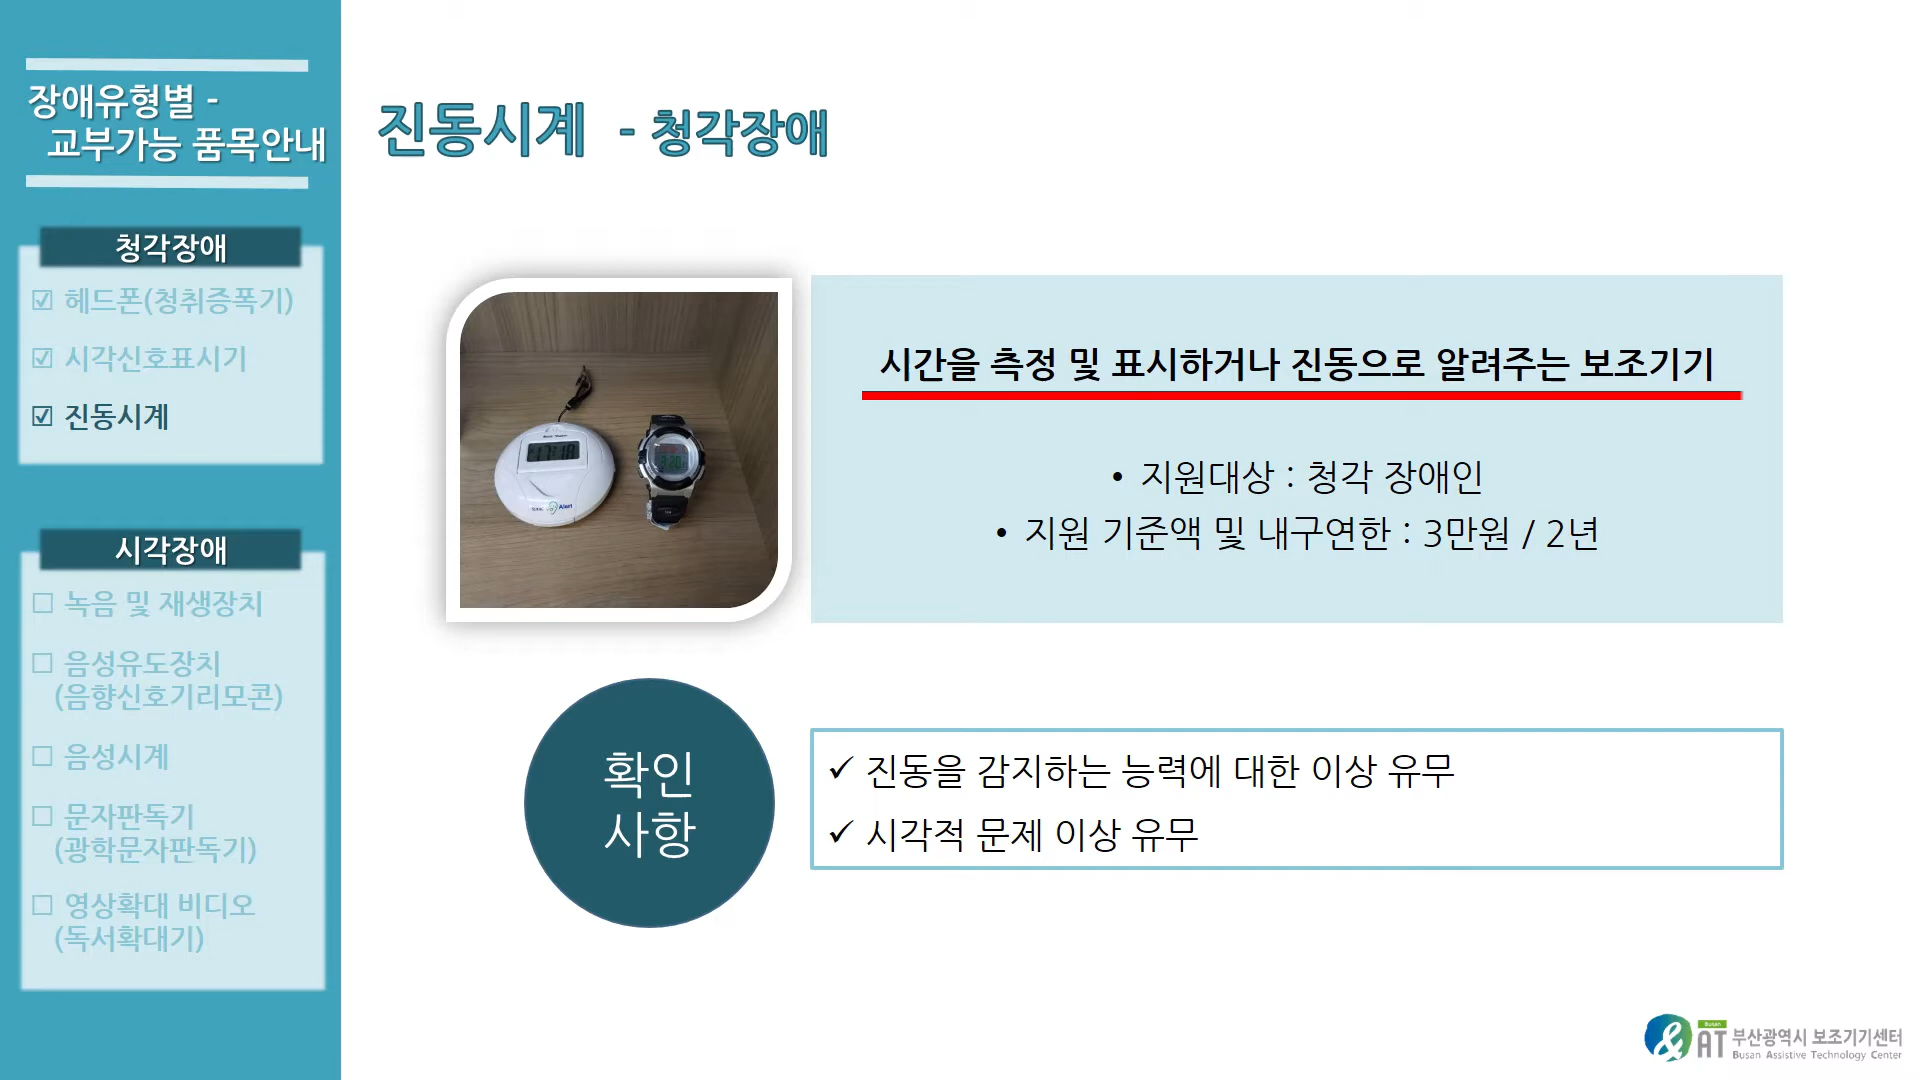 장애유형별 -
교부가능 품목안내
청각장애
☑ 헤드폰(청취증폭기)
☑ 시각신호표시기
☑ 진동시계
시각장애
☐ 녹음 및 재생장치
☐ 음성유도장치
(음향신호기리모콘)
☐ 음성시계
☐ 문자판독기
(광학문자판독기)
☐ 영상확대 비디오
(독서확대기)
진동시계 - 청각장애
17:18
Alert
시간을 측정 및 표시하거나 진동으로 알려주는 보조기기
• 지원대상 : 청각 장애인
• 지원 기준액 및 내구연한 : 3만원 / 2년
확인
사항
✓ 진동을 감지하는 능력에 대한 이상 유무
✓ 시각적 문제 이상 유무
Busan
& AT 부산광역시 보조기기센터
Busan Assistive Technology Center